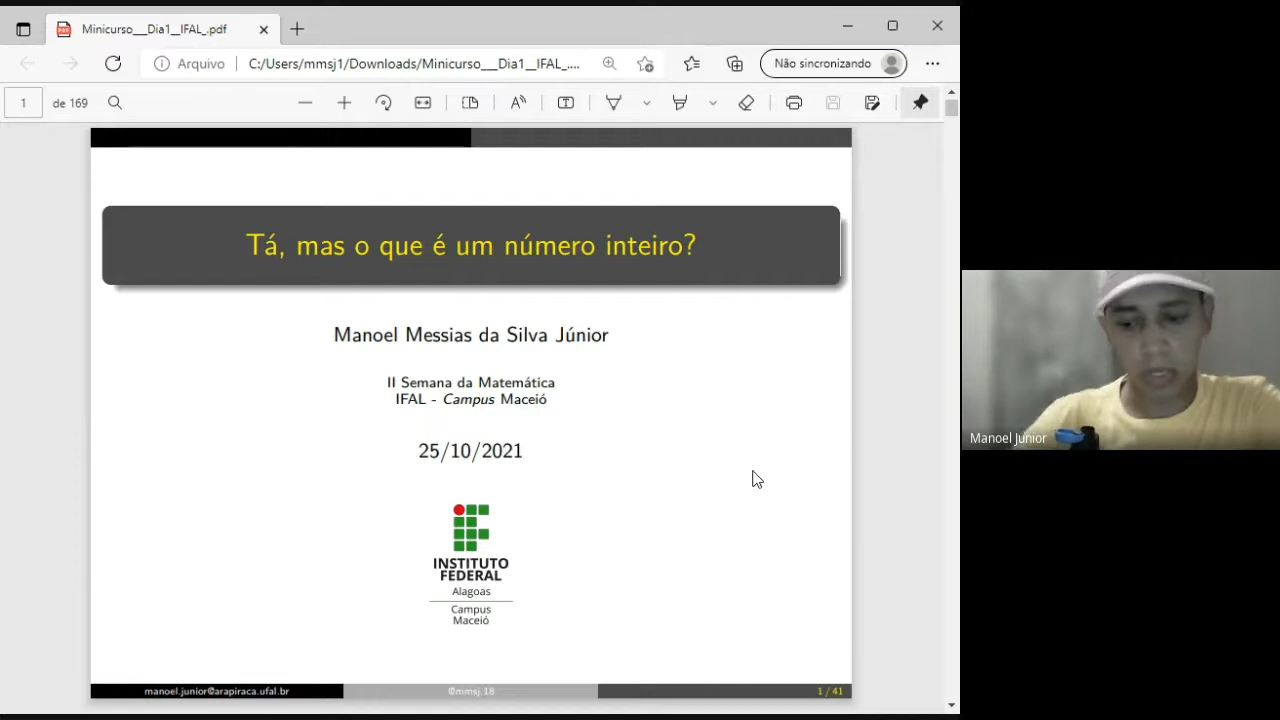 Minicurso___Dia1__IFAL_.pdf
Arquivo
C:/Users/mmsj1/Downloads/Minicurso___Dia1__IFAL_....
Não sincronizando
1
de 169
Tá, mas o que é um número inteiro?
Manoel Messias da Silva Júnior
II Semana da Matemática
IFAL - Campus Maceió
25/10/2021
INSTITUTO
FEDERAL
Alagoas
Campus
Maceió
manoel.junior@arapiraca.ufal.br
@mmsj.18
1 / 41
Manoel Junior